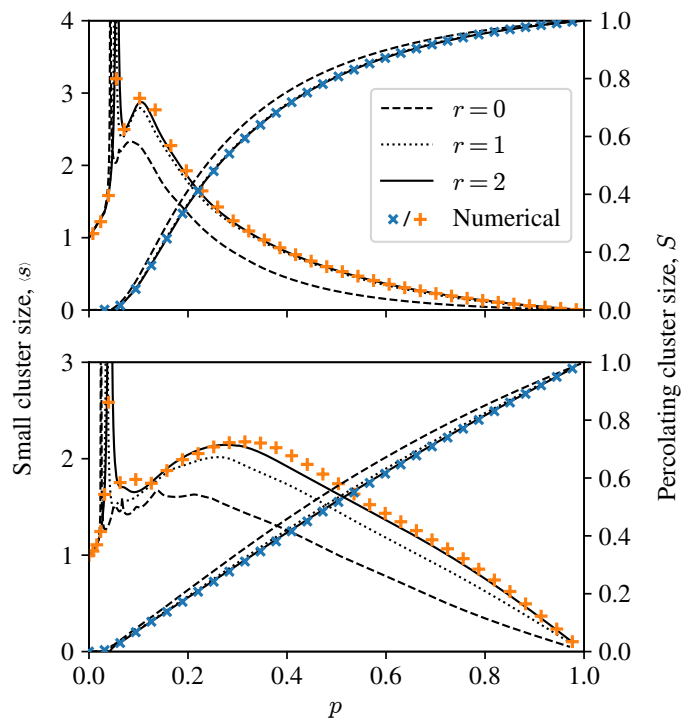 4
3
2
1
0
1.0
0.8
0.6
0.4
0.2
0.0
r = 0
r = 1
r = 2
Numerical
Small cluster size, ⟨s⟩
Percolating cluster size, S
3
2
1
0
1.0
0.8
0.6
0.4
0.2
0.0
0.0 0.2 0.4 0.6 0.8 1.0
p